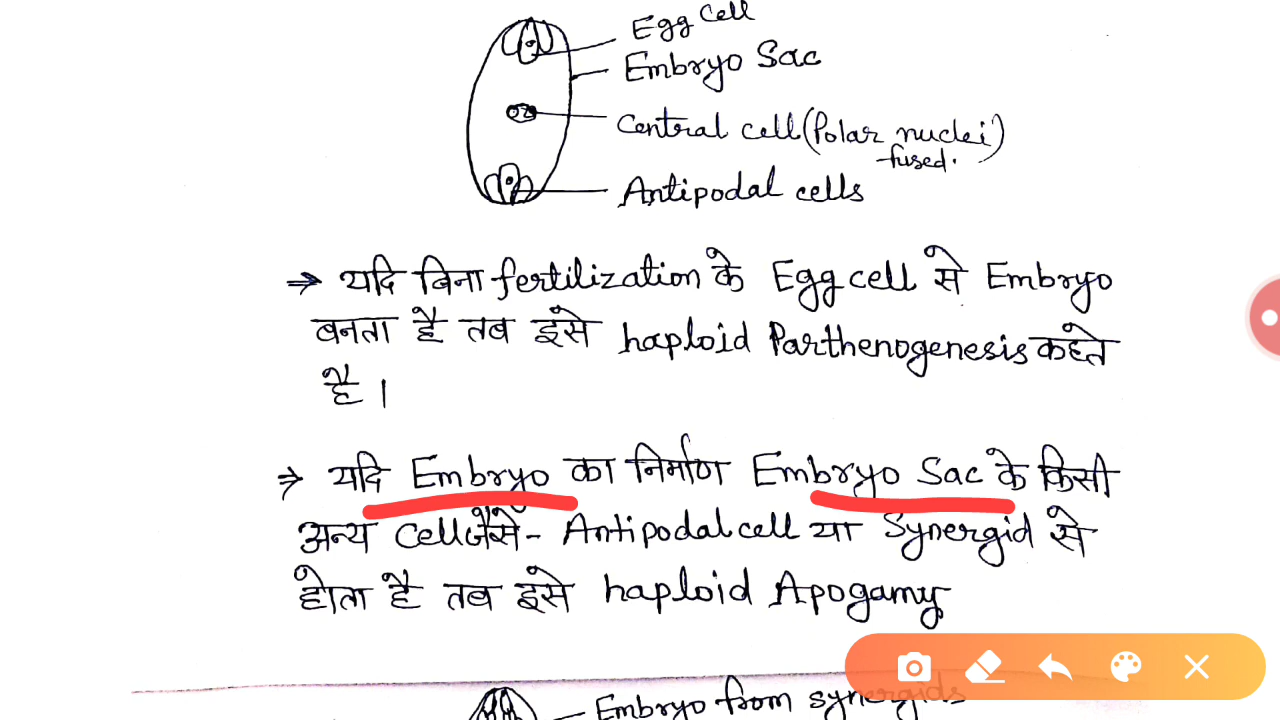 Egg cell
Embryo Sac
Central cell (Polar nuclei)
fused.
Antipodal cells
→ यदि बिना fertilization के Egg cell से Embryo
बनता है तब इसे haploid Parthenogenesis कहते
है।
→ यदि Embryo का निर्माण Embryo Sac के किसी
अन्य cell जैसे - Antipodal cell या Synergid से
होता है तब इसे haploid Apogamy
Embryo from synergids